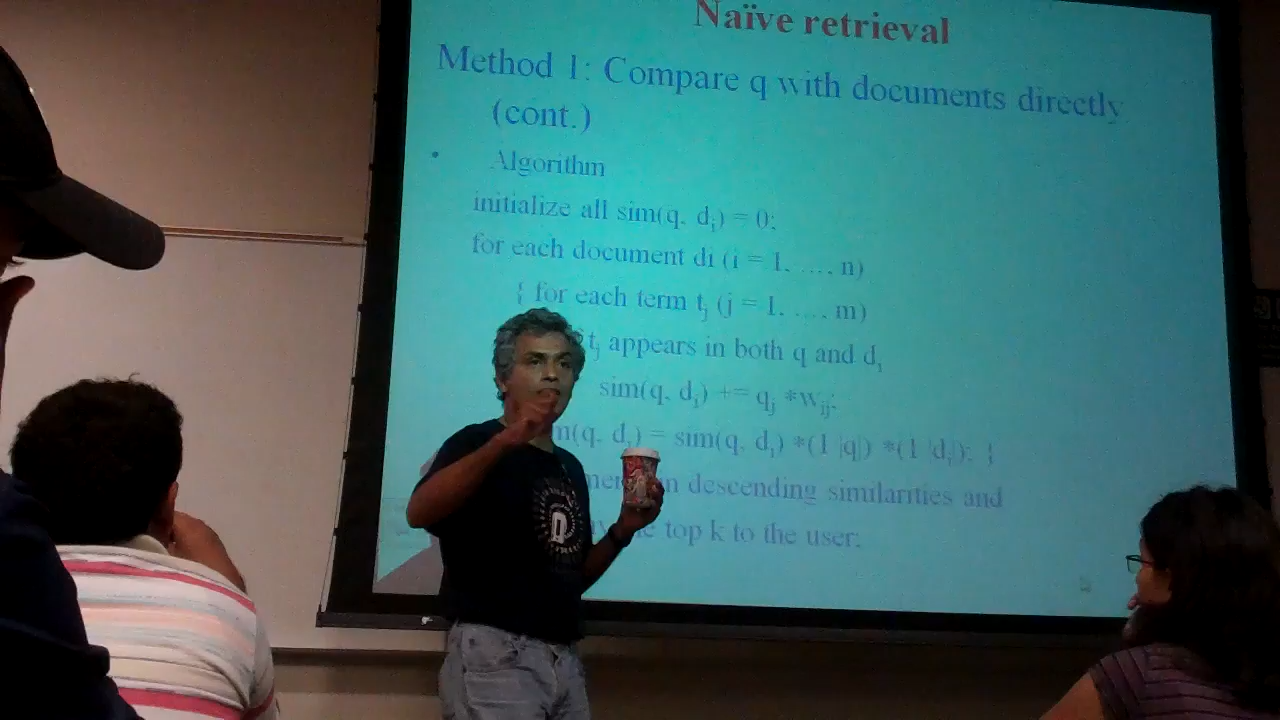 Naïve retrieval
Method 1: Compare q with documents directly
(cont.)
• Algorithm
initialize all sim(q, dᵢ) = 0;
for each document di (i = 1, …, n)
{ for each term tⱼ (j = 1, …, m)
tⱼ appears in both q and dᵢ
sim(q, dᵢ) += qⱼ *wᵢⱼ;
(q, dᵢ) = sim(q, dᵢ) *(1/|q|) *(1/|dᵢ|); }
in descending simularities and
top k to the user;